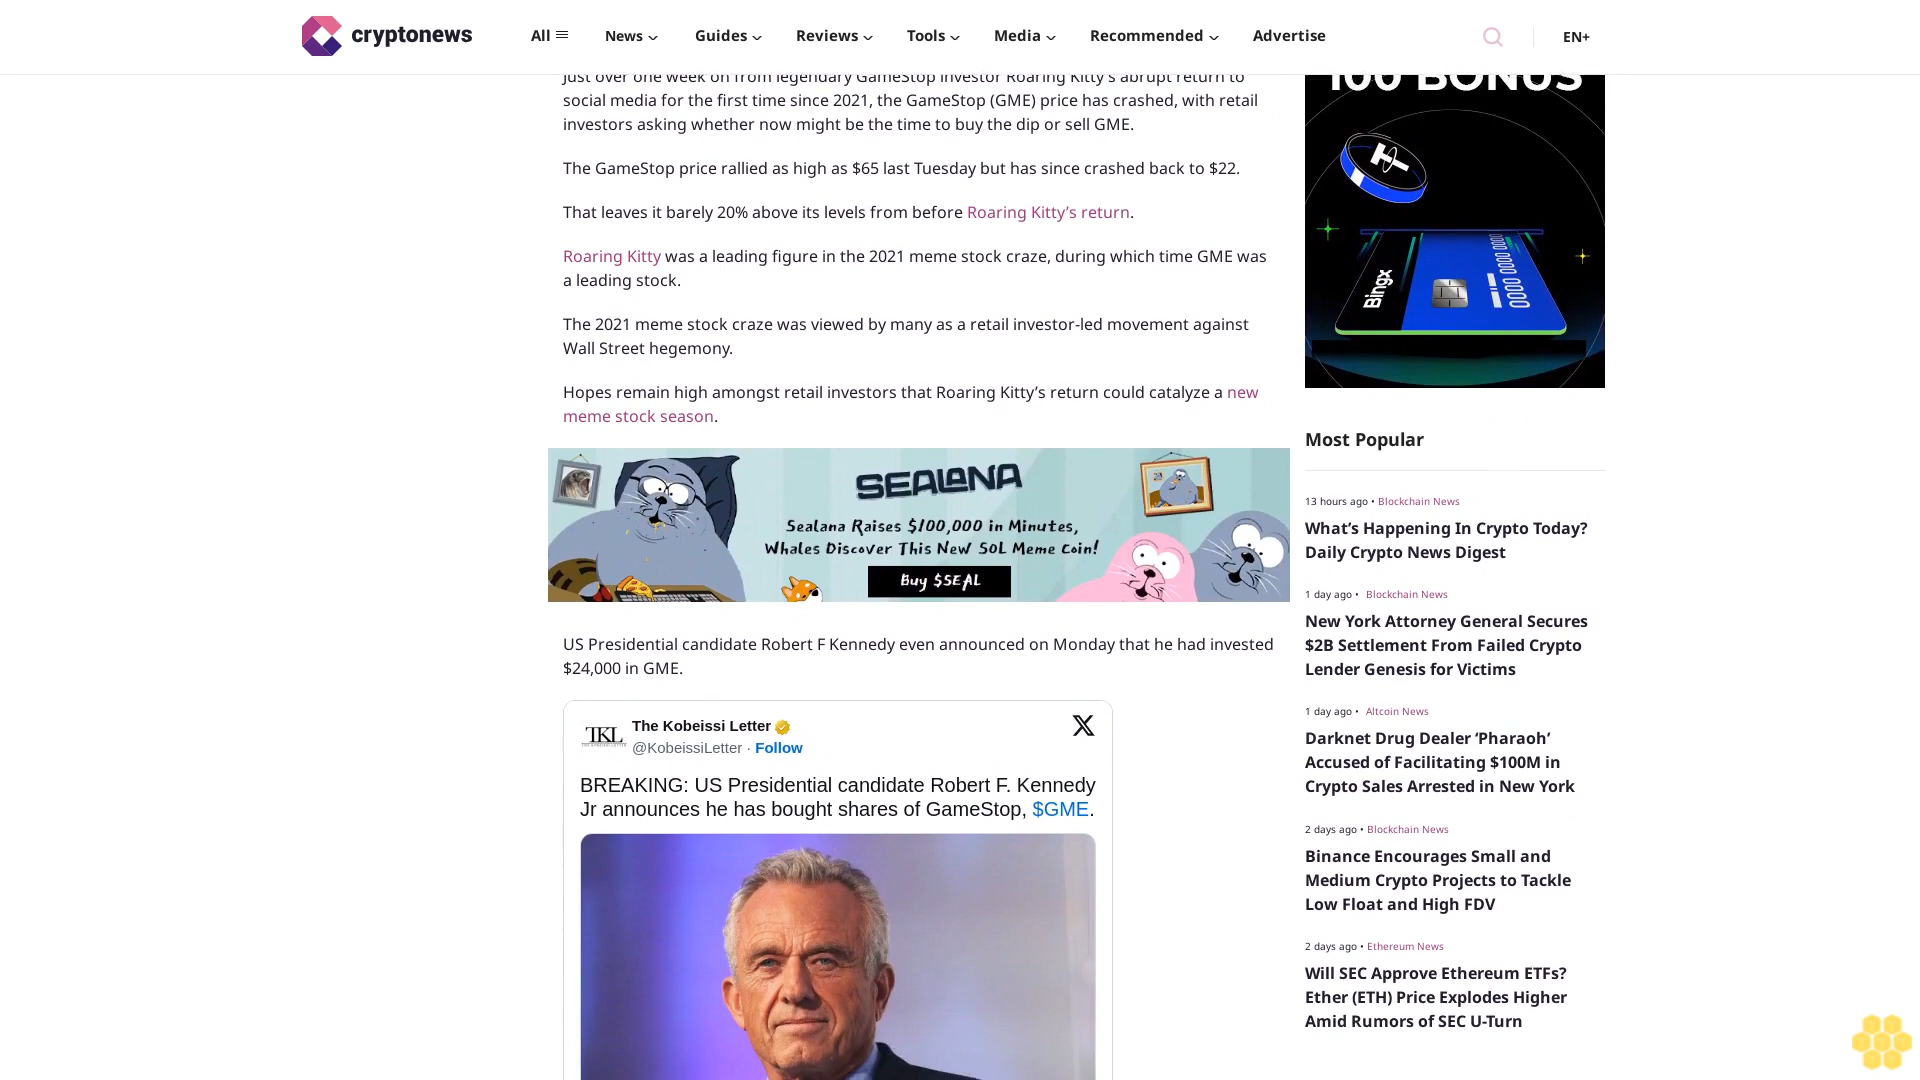 cryptonews
All
News
Guides
Reviews
Tools
Media
Recommended
Advertise
EN+
Just over one week on from legendary GameStop investor Roaring Kitty’s abrupt return to
social media for the first time since 2021, the GameStop (GME) price has crashed, with retail
investors asking whether now might be the time to buy the dip or sell GME.
The GameStop price rallied as high as $65 last Tuesday but has since crashed back to $22.
That leaves it barely 20% above its levels from before Roaring Kitty’s return.
Roaring Kitty was a leading figure in the 2021 meme stock craze, during which time GME was
a leading stock.
The 2021 meme stock craze was viewed by many as a retail investor-led movement against
Wall Street hegemony.
Hopes remain high amongst retail investors that Roaring Kitty’s return could catalyze a new
meme stock season.
SEALANA
Sealana Raises $100,000 in Minutes,
Whales Discover This New SOL Meme Coin!
Buy $SEAL
US Presidential candidate Robert F Kennedy even announced on Monday that he had invested
$24,000 in GME.
TKL
The Kobeissi Letter
@KobeissiLetter · Follow
BREAKING: US Presidential candidate Robert F. Kennedy
Jr announces he has bought shares of GameStop, $GME.
100 BONUS
Bingx
Most Popular
13 hours ago • Blockchain News
What’s Happening In Crypto Today?
Daily Crypto News Digest
1 day ago • Blockchain News
New York Attorney General Secures
$2B Settlement From Failed Crypto
Lender Genesis for Victims
1 day ago • Altcoin News
Darknet Drug Dealer ‘Pharaoh’
Accused of Facilitating $100M in
Crypto Sales Arrested in New York
2 days ago • Blockchain News
Binance Encourages Small and
Medium Crypto Projects to Tackle
Low Float and High FDV
2 days ago • Ethereum News
Will SEC Approve Ethereum ETFs?
Ether (ETH) Price Explodes Higher
Amid Rumors of SEC U-Turn